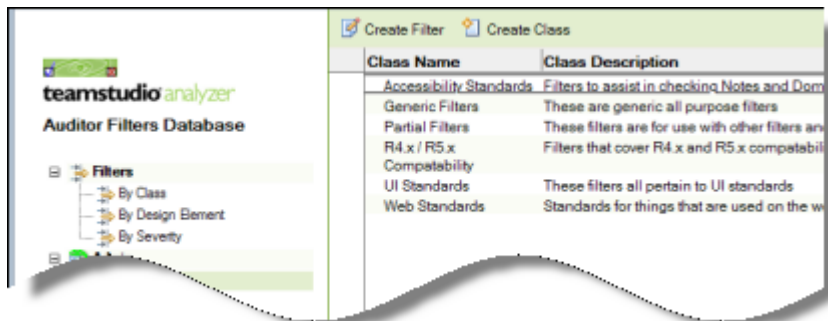 Create Filter Create Class
Class Name Class Description
teamstudio analyzer
Auditor Filters Database
Filters
By Class
By Design Element
By Severity
Accessibility Standards Filters to assist in checking Notes and Dom
Generic Filters These are generic all purpose filters
Partial Filters These filters are for use with other filters an
R4.x / R5.x Filters that cover R4.x and R5.x compatabili
Compatability
UI Standards These filters all pertain to UI standards
Web Standards Standards for things that are used on the w